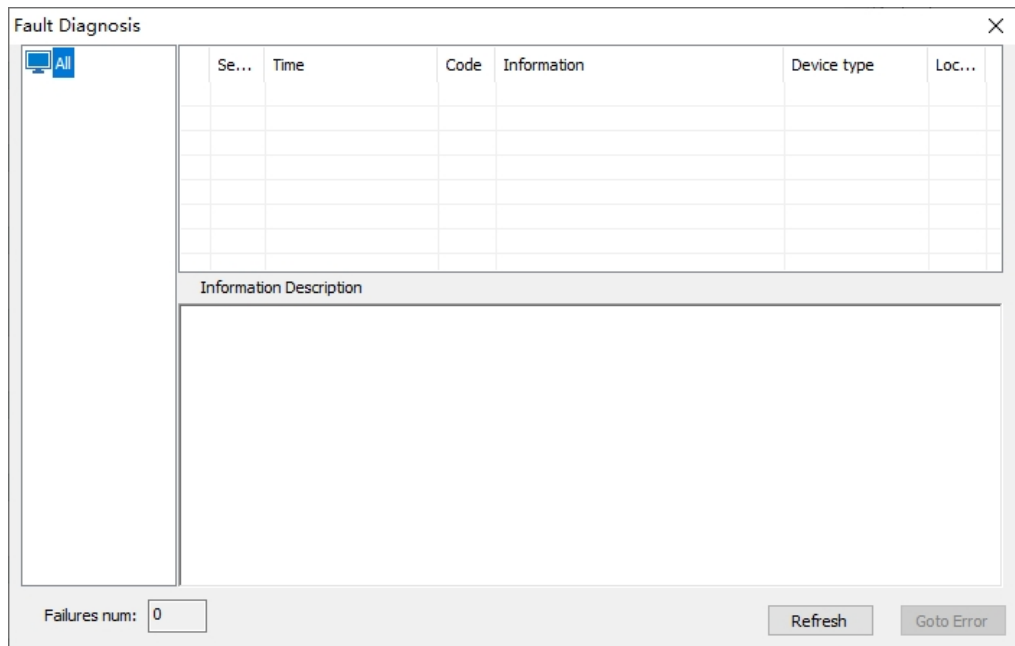 Fault Diagnosis
All
Se... Time Code Information Device type Loc...
Information Description
Failures num: 0
Refresh Goto Error